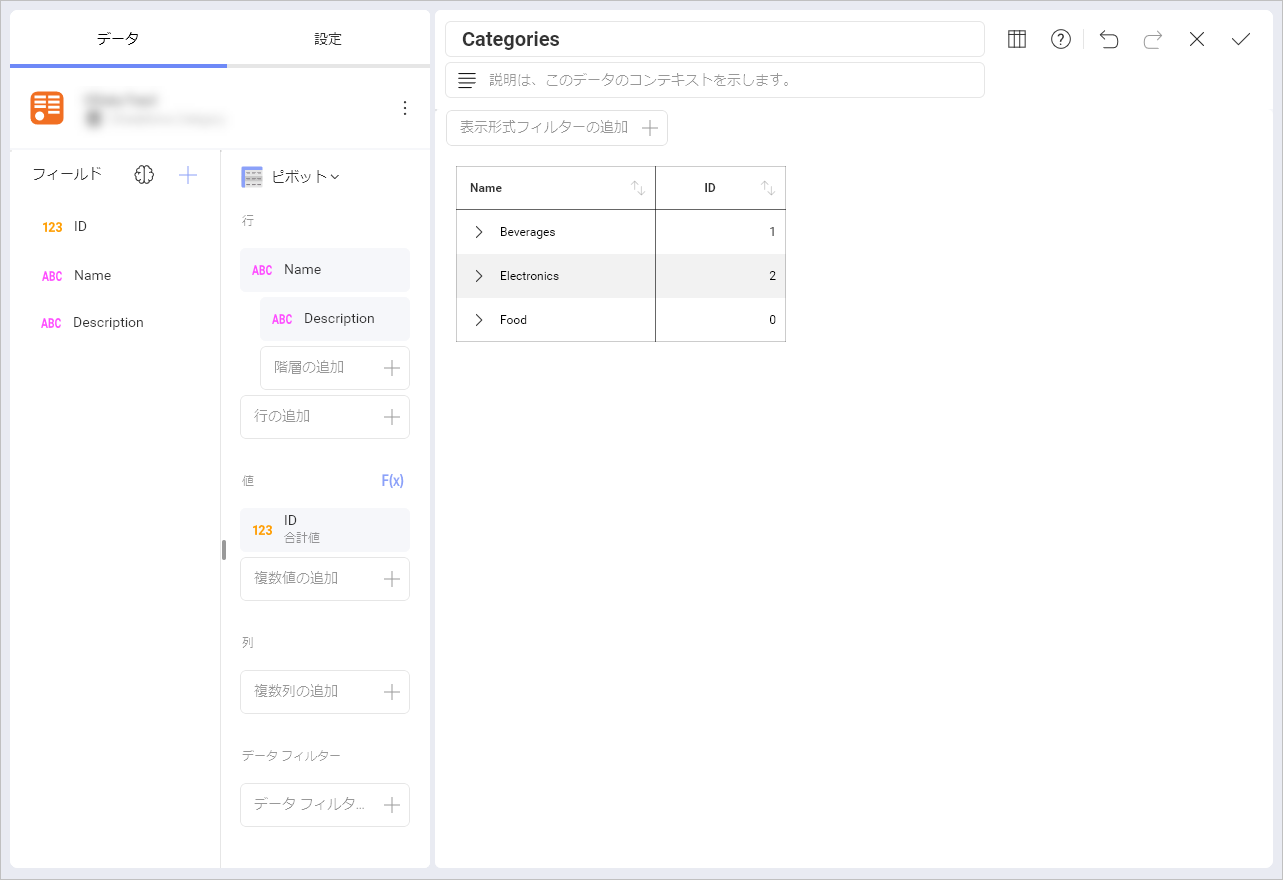 データ
設定
フィールド
123 ID
ABC Name
ABC Description
ピボット
行
ABC Name
ABC Description
階層の追加
行の追加
値 F(x)
123 ID
合計値
複数値の追加
列
複数列の追加
データ フィルター
データ フィルタ...
Categories
説明は、このデータのコンテキストを示します。
表示形式フィルターの追加
Name ID
Beverages 1
Electronics 2
Food 0